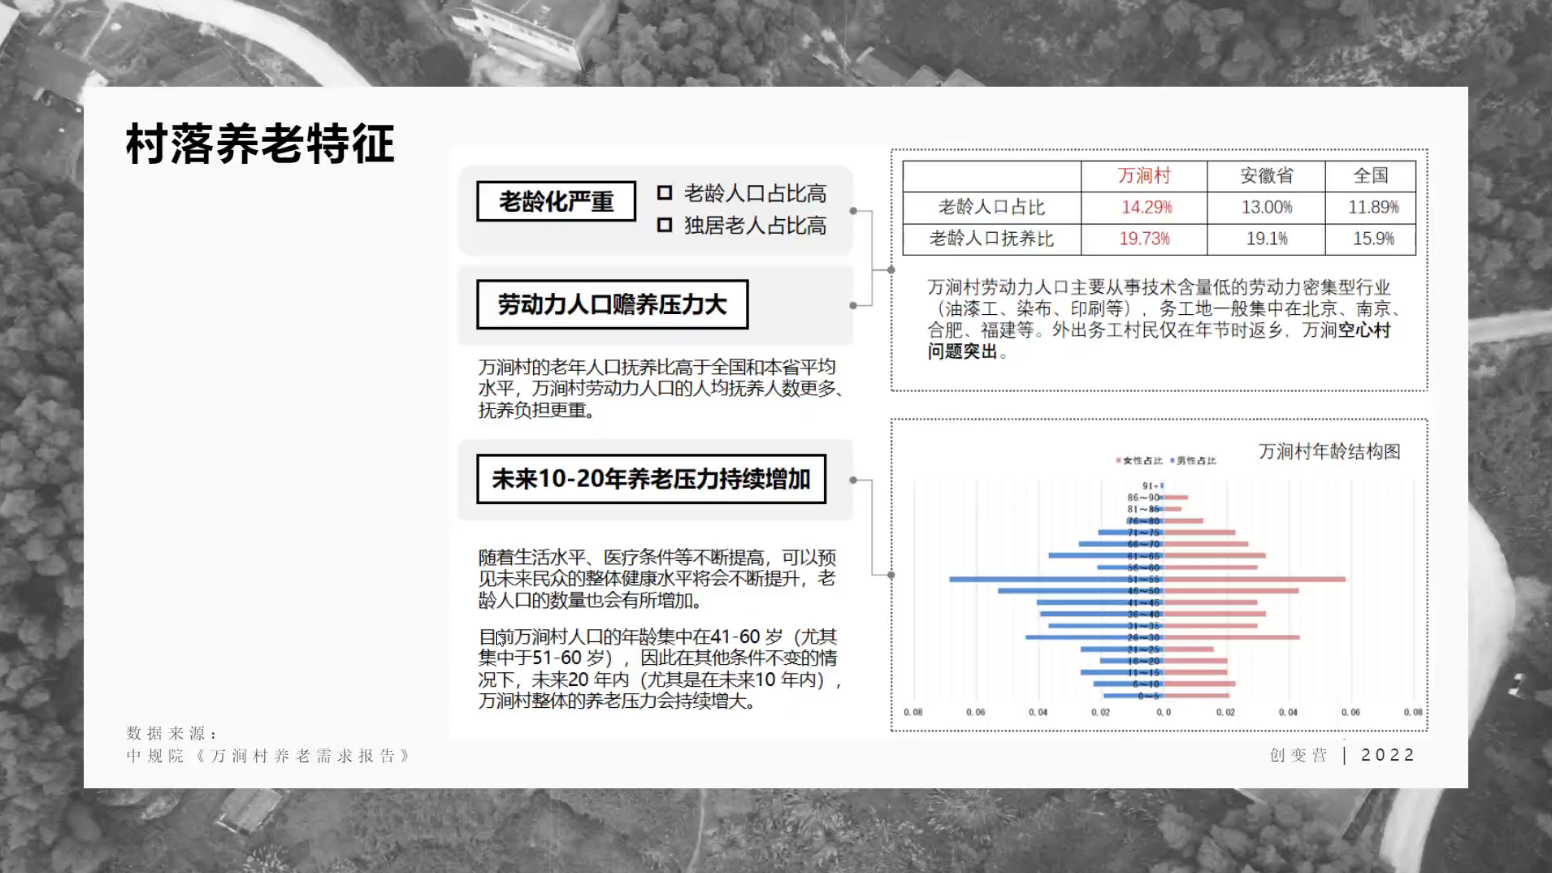 村落养老特征
老龄化严重
老龄人口占比高
独居老人占比高
劳动力人口赡养压力大
万涧村的老年人口抚养比高于全国和本省平均
水平，万涧村劳动力人口的人均抚养人数更多、
抚养负担更重。
未来10-20年养老压力持续增加
随着生活水平、医疗条件等不断提高，可以预
见未来民众的整体健康水平将会不断提升，老
龄人口的数量也会有所增加。
目前万涧村人口的年龄集中在41-60 岁（尤其
集中于51-60 岁），因此在其他条件不变的情
况下，未来20 年内（尤其是在未来10 年内），
万涧村整体的养老压力会持续增大。
万涧村 安徽省 全国
老龄人口占比 14.29% 13.00% 11.89%
老龄人口抚养比 19.73% 19.1% 15.9%
万涧村劳动力人口主要从事技术含量低的劳动力密集型行业
（油漆工、染布、印刷等），务工地一般集中在北京、南京、
合肥、福建等。外出务工村民仅在年节时返乡，万涧空心村
问题突出。
万涧村年龄结构图
女性占比 男性占比
91+
86～90
81～85
76～80
71～75
66～70
61～65
56～60
51～55
46～50
41～45
36～40
31～35
26～30
21～25
16～20
11～15
6～10
0～5
0.08 0.06 0.04 0.02 0.0 0.02 0.04 0.06 0.08
数据来源：
中规院《万涧村养老需求报告》
创变营 | 2022